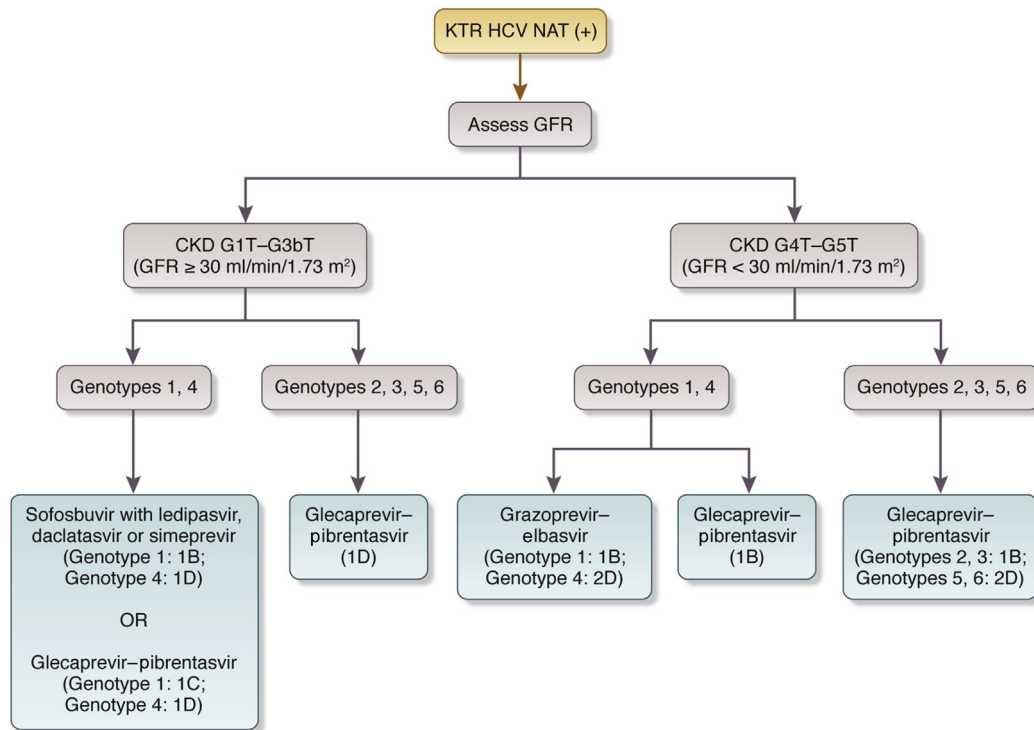 KTR HCV NAT (+)
Assess GFR
CKD G1T–G3bT
(GFR ≥ 30 ml/min/1.73 m²)
CKD G4T–G5T
(GFR < 30 ml/min/1.73 m²)
Genotypes 1, 4
Genotypes 2, 3, 5, 6
Genotypes 1, 4
Genotypes 2, 3, 5, 6
Sofosbuvir with ledipasvir,
daclatasvir or simeprevir
(Genotype 1: 1B;
Genotype 4: 1D)
OR
Glecaprevir–pibrentasvir
(Genotype 1: 1C;
Genotype 4: 1D)
Glecaprevir–
pibrentasvir
(1D)
Grazoprevir–
elbasvir
(Genotype 1: 1B;
Genotype 4: 2D)
Glecaprevir–
pibrentasvir
(1B)
Glecaprevir–
pibrentasvir
(Genotypes 2, 3: 1B;
Genotypes 5, 6: 2D)